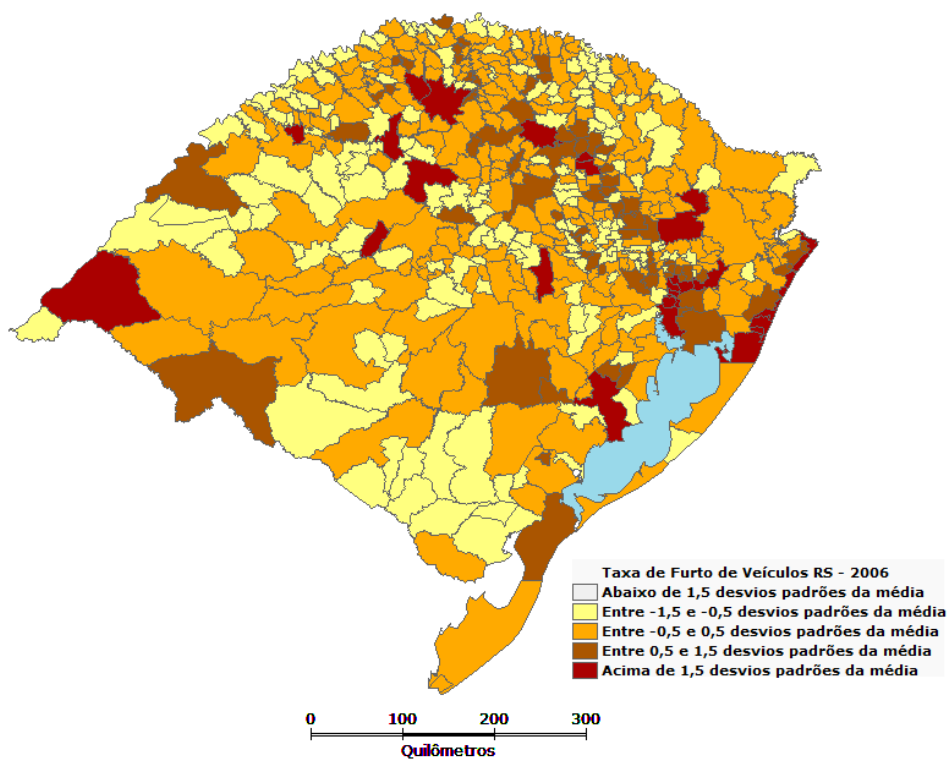 Taxa de Furto de Veículos RS - 2006
Abaixo de 1,5 desvios padrões da média
Entre -1,5 e -0,5 desvios padrões da média
Entre -0,5 e 0,5 desvios padrões da média
Entre 0,5 e 1,5 desvios padrões da média
Acima de 1,5 desvios padrões da média
0 100 200 300
Quilômetros